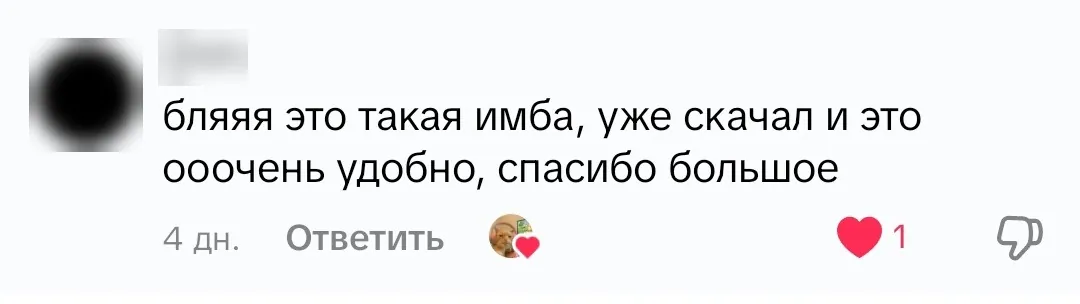 бляяя это такая имба, уже скачал и это
ооочень удобно, спасибо большое
4 дн. Ответить 1